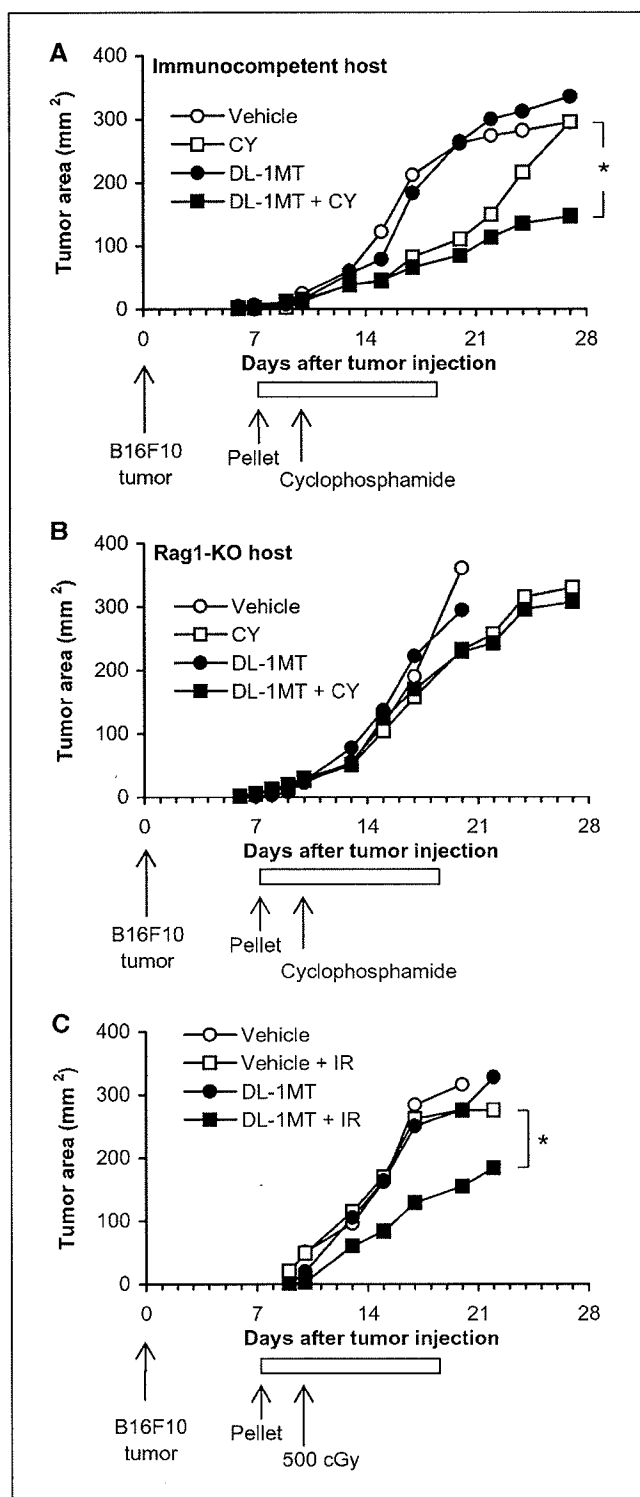 A
Immunocompetent host
Vehicle
CY
DL-1MT
DL-1MT + CY
Tumor area (mm 2)
400
300
200
100
0
*
0 7 14 21 28
Days after tumor injection
B16F10
tumor
Pellet
Cyclophosphamide
B
Rag1-KO host
Vehicle
CY
DL-1MT
DL-1MT + CY
Tumor area (mm 2)
400
300
200
100
0
0 7 14 21 28
Days after tumor injection
B16F10
tumor
Pellet
Cyclophosphamide
C
Vehicle
Vehicle + IR
DL-1MT
DL-1MT + IR
Tumor area (mm 2)
400
300
200
100
0
*
0 7 14 21 28
Days after tumor injection
B16F10
tumor
Pellet
500 cGy